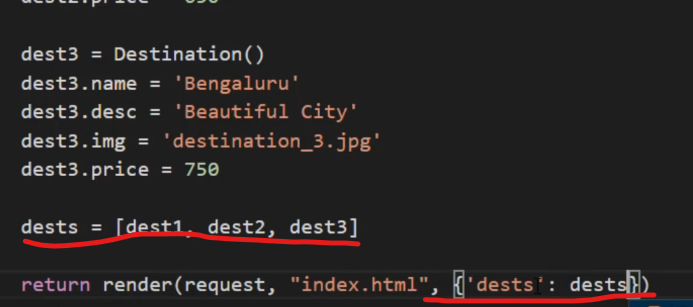 dest2.price = 650
dest3 = Destination()
dest3.name = 'Bengaluru'
dest3.desc = 'Beautiful City'
dest3.img = 'destination_3.jpg'
dest3.price = 750
dests = [dest1, dest2, dest3]
return render(request, "index.html", {'dests': dests})